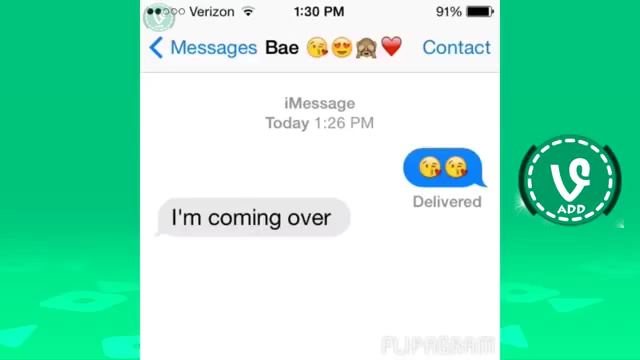 Verizon 1:30 PM 91%
Messages Bae 😘😍🙈❤️ Contact
iMessage
Today 1:26 PM
😘😘
Delivered
I'm coming over
ADD
FLIPAGRAM